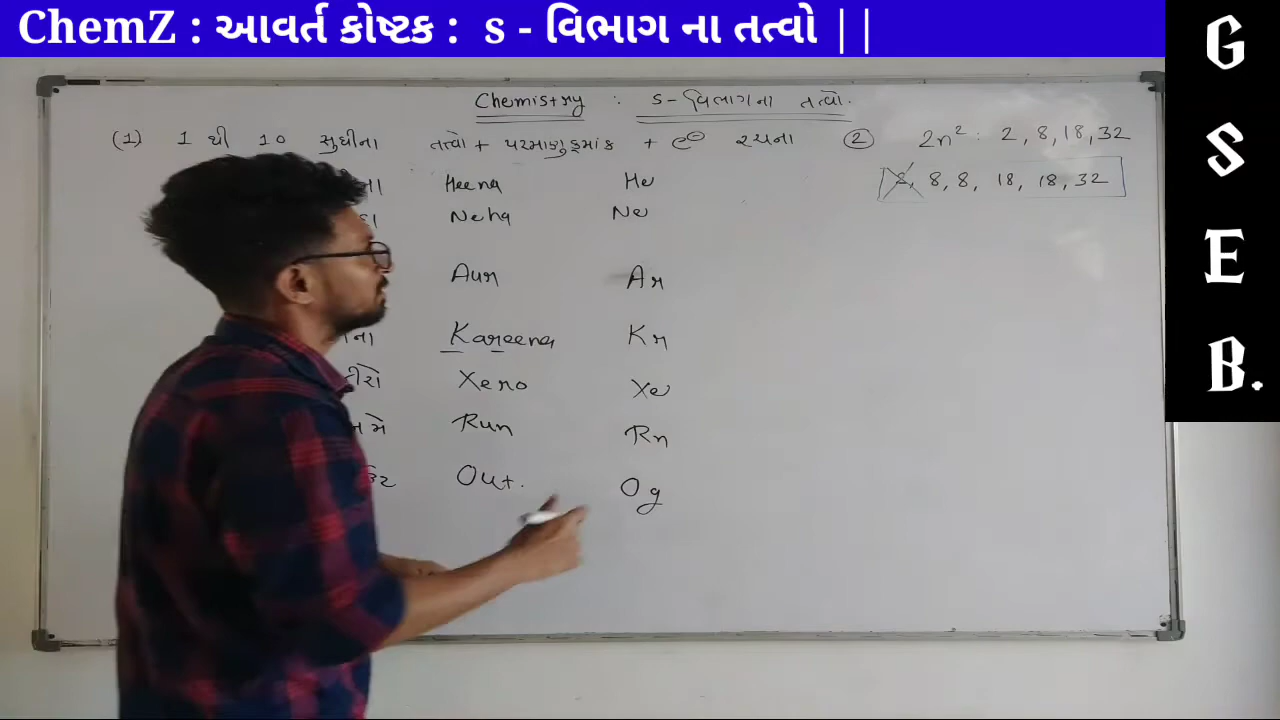 ChemZ : આવર્ત કોષ્ટક : s - વિભાગ ના તત્વો ||
G
S
E
B.
Chemistry : s - વિભાગના તત્વો.
(1) 1 થી 10 સુધીના તત્વો + પરમાણુક્રમાંક + e⊖ રચના
② 2n² : 2, 8, 18, 32
8, 8, 18, 18, 32
Heena He
Neha Ne
Aur Ar
Kareena Kr
Xeno Xe
Run Rn
Out. Og